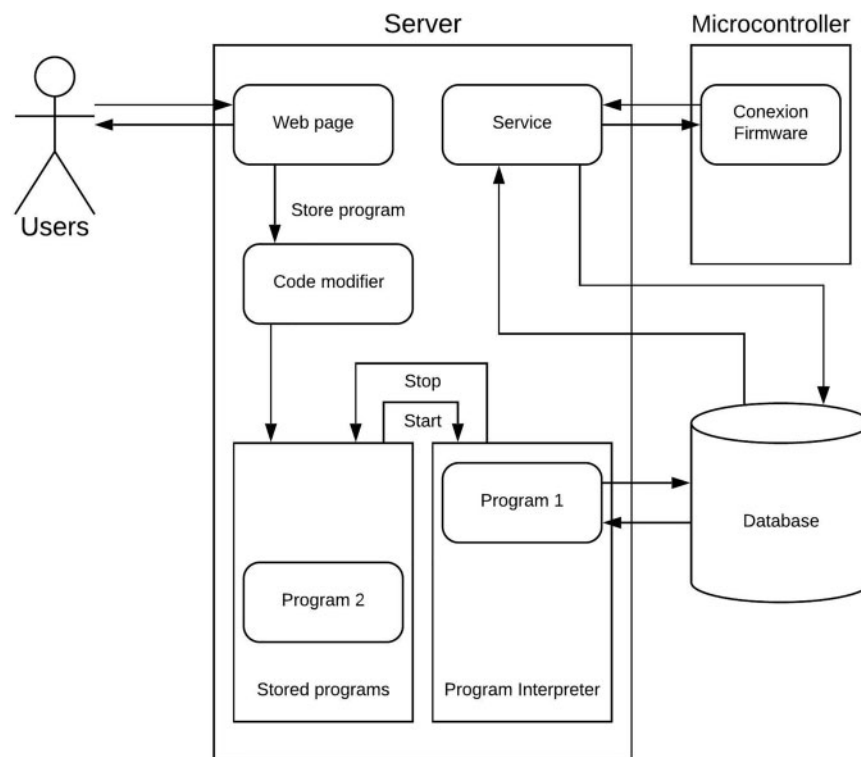 Server
Microcontroller
Web page
Service
Conexion
Firmware
Users
Store program
Code modifier
Stop
Start
Program 1
Database
Program 2
Stored programs
Program Interpreter